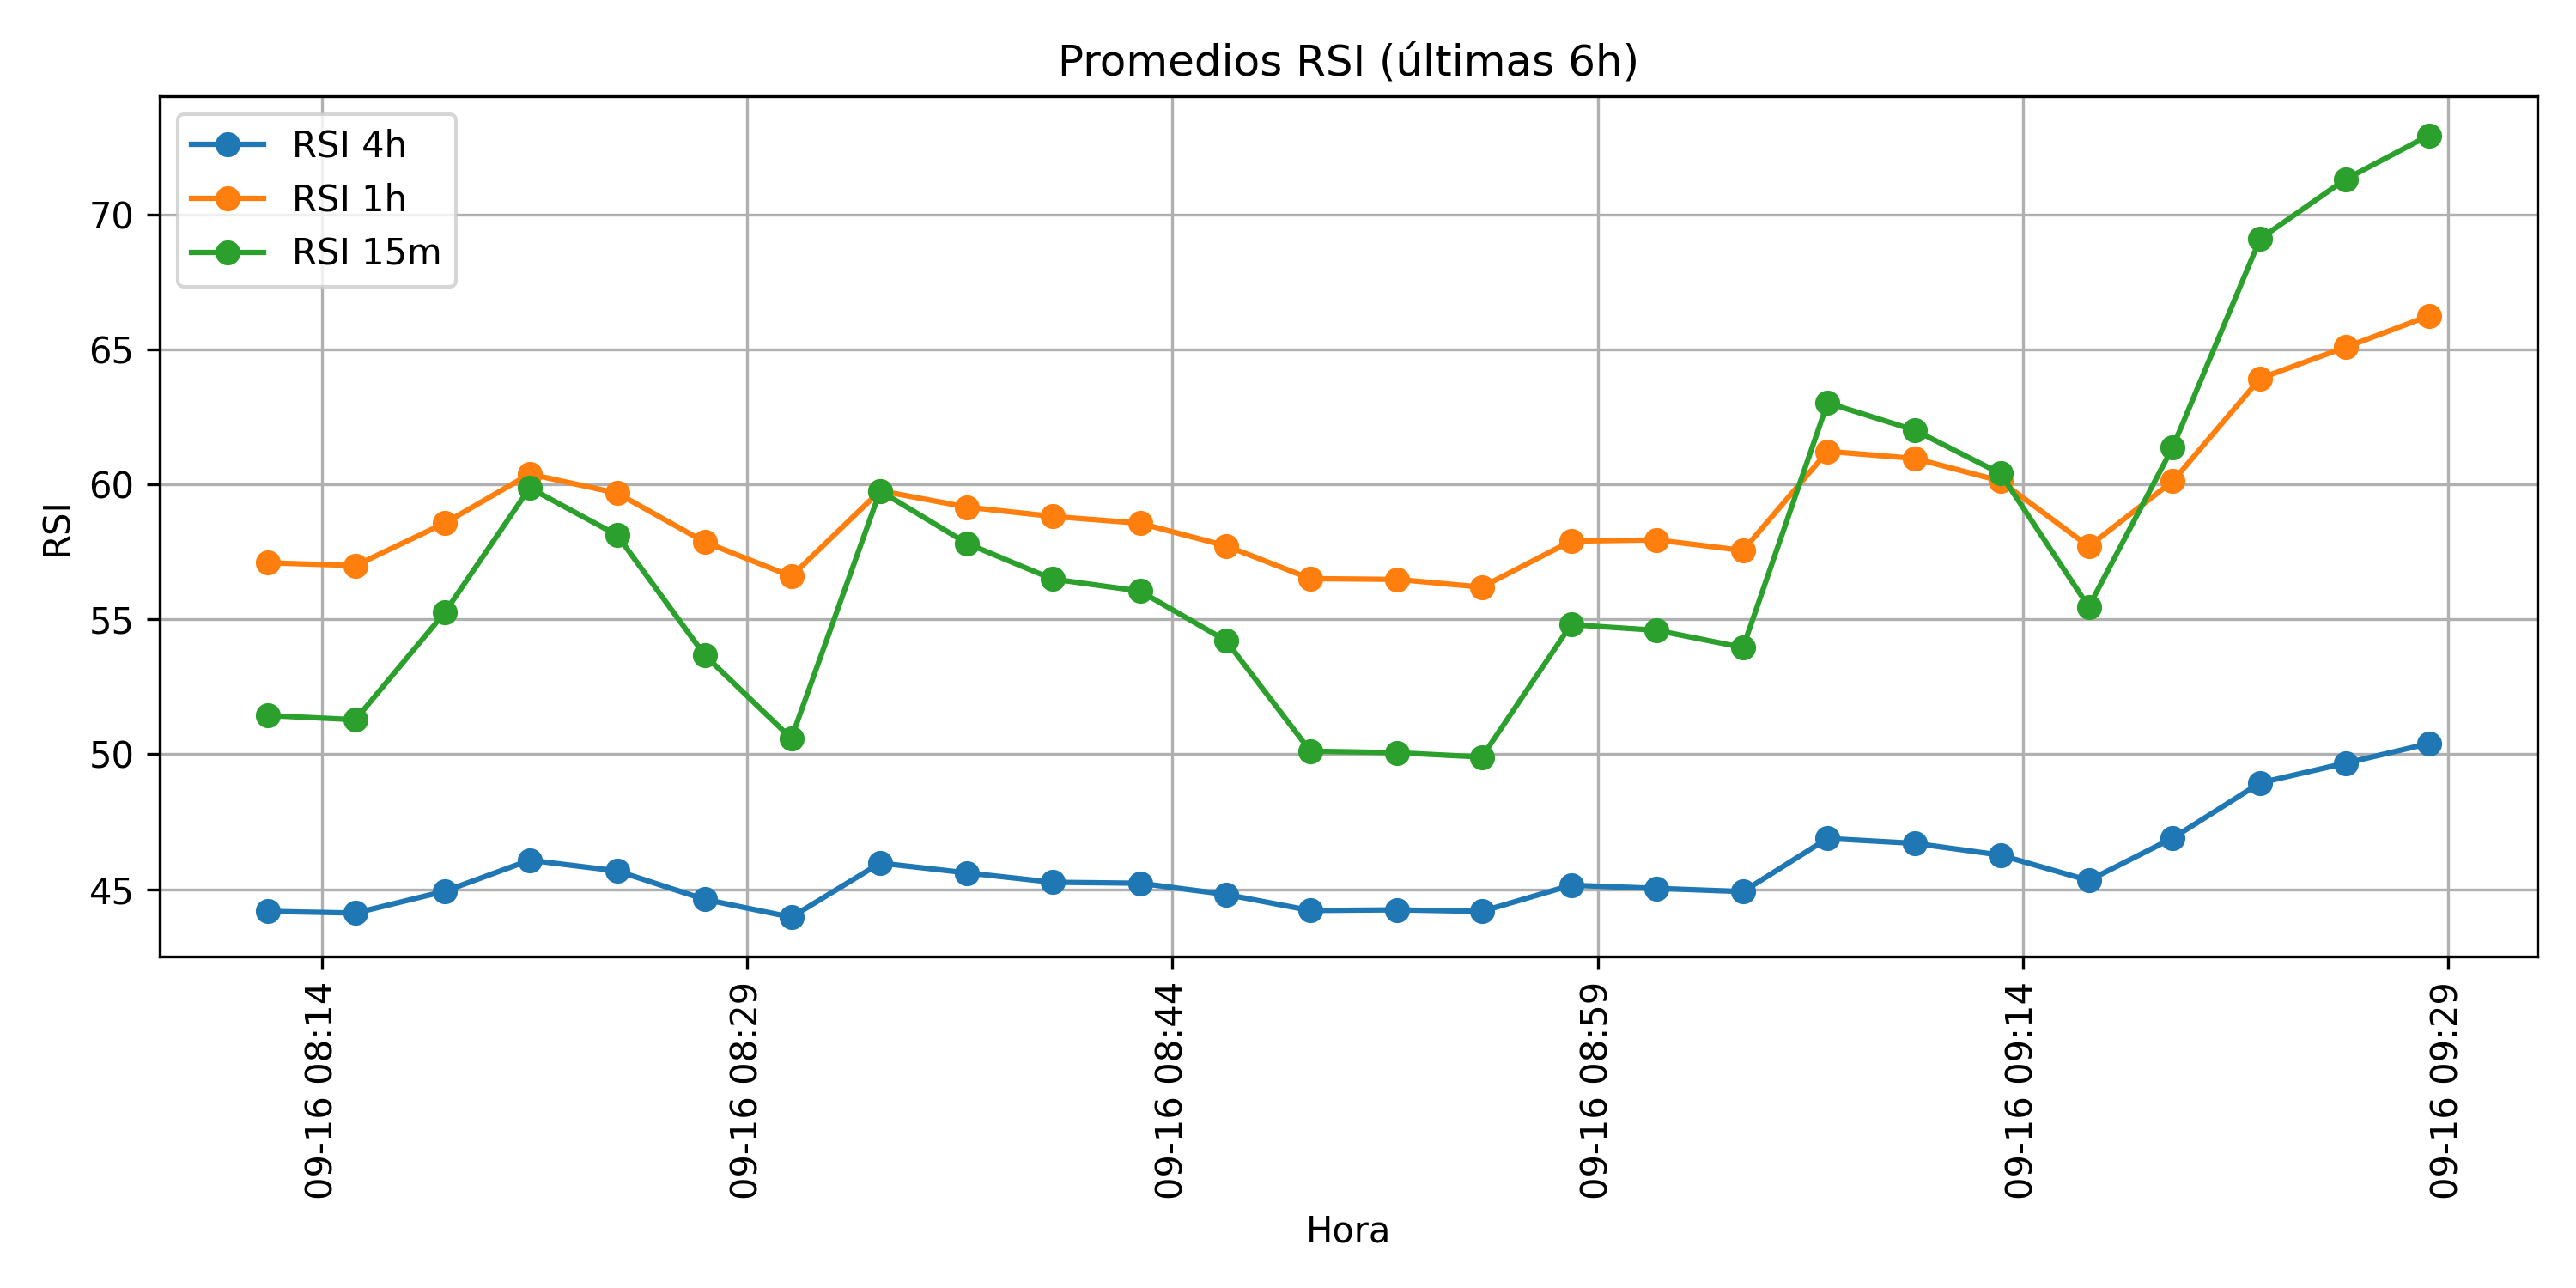 Promedios RSI (últimas 6h)
RSI 4h
RSI 1h
RSI 15m
RSI
70
65
60
55
50
45
09-16 08:14
09-16 08:29
09-16 08:44
09-16 08:59
09-16 09:14
09-16 09:29
Hora